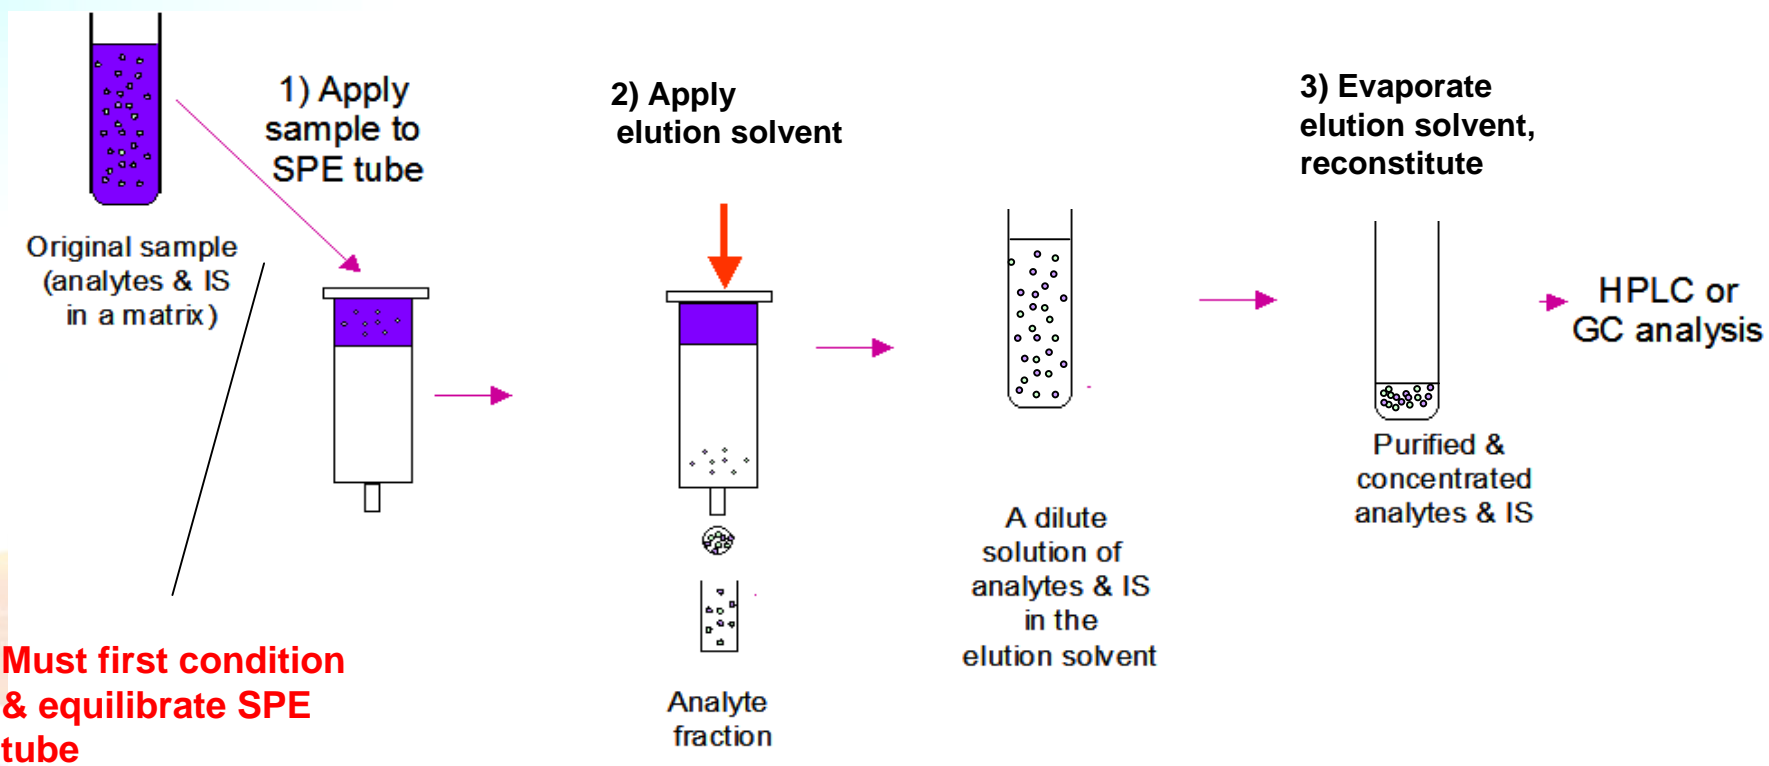 1) Apply
sample to
SPE tube
Original sample
(analytes & IS
in a matrix)
Must first condition
& equilibrate SPE
tube
2) Apply
elution solvent
Analyte
fraction
A dilute
solution of
analytes & IS
in the
elution solvent
3) Evaporate
elution solvent,
reconstitute
Purified &
concentrated
analytes & IS
HPLC or
GC analysis